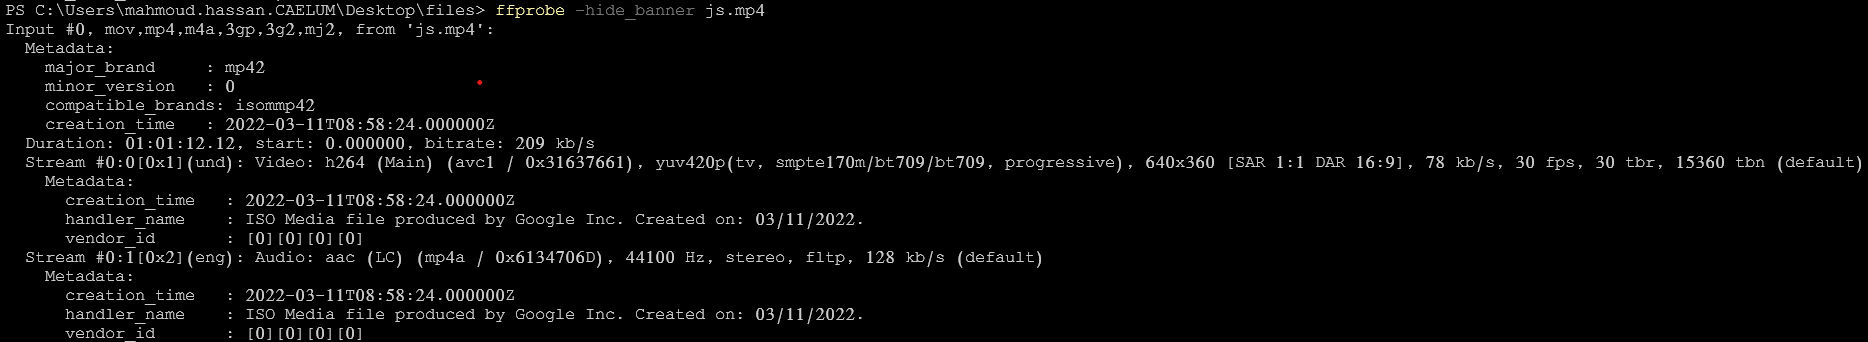 PS C:\Users\mahmoud.hassan.CAELUM\Desktop\files> ffprobe -hide_banner js.mp4
Input #0, mov,mp4,m4a,3gp,3g2,mj2, from 'js.mp4':
  Metadata:
    major_brand     : mp42
    minor_version   : 0
    compatible_brands: isommp42
    creation_time   : 2022-03-11T08:58:24.000000Z
  Duration: 01:01:12.12, start: 0.000000, bitrate: 209 kb/s
  Stream #0:0[0x1](und): Video: h264 (Main) (avc1 / 0x31637661), yuv420p(tv, smpte170m/bt709/bt709, progressive), 640x360 [SAR 1:1 DAR 16:9], 78 kb/s, 30 fps, 30 tbr, 15360 tbn (default)
    Metadata:
      creation_time   : 2022-03-11T08:58:24.000000Z
      handler_name    : ISO Media file produced by Google Inc. Created on: 03/11/2022.
      vendor_id       : [0][0][0][0]
  Stream #0:1[0x2](eng): Audio: aac (LC) (mp4a / 0x6134706D), 44100 Hz, stereo, fltp, 128 kb/s (default)
    Metadata:
      creation_time   : 2022-03-11T08:58:24.000000Z
      handler_name    : ISO Media file produced by Google Inc. Created on: 03/11/2022.
      vendor_id       : [0][0][0][0]